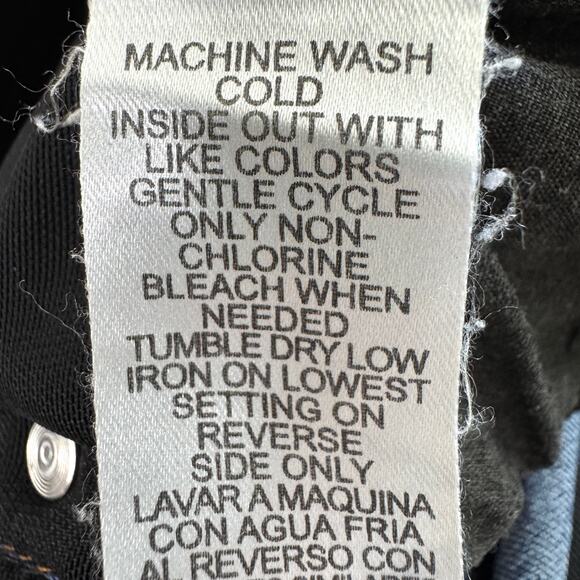 MACHINE WASH
COLD
INSIDE OUT WITH
LIKE COLORS
GENTLE CYCLE
ONLY NON-
CHLORINE
BLEACH WHEN
NEEDED
TUMBLE DRY LOW
IRON ON LOWEST
SETTING ON
REVERSE
SIDE ONLY
LAVAR A MAQUINA
CON AGUA FRIA
AL REVERSO CON